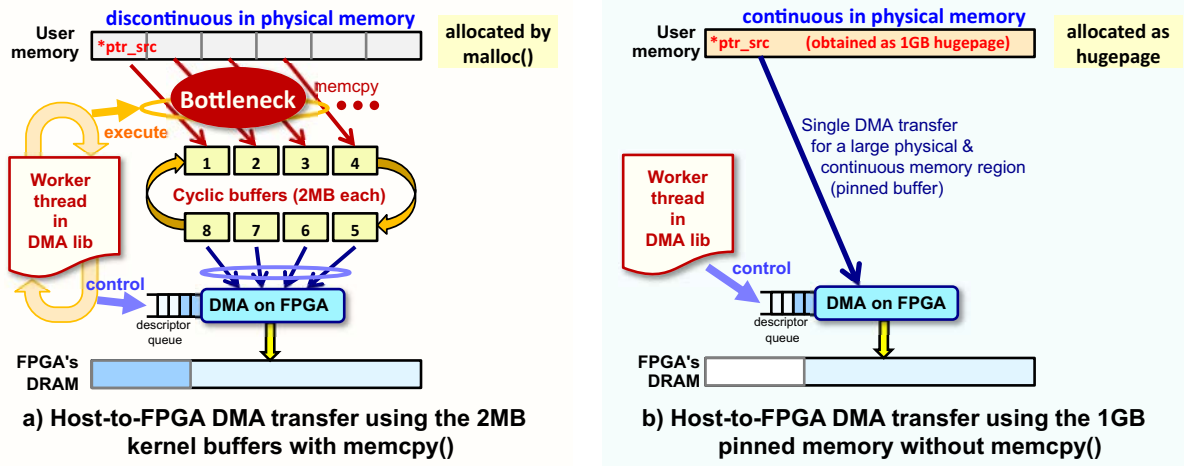 discontinuous in physical memory
User
memory
*ptr_src
allocated by
malloc()
Bottleneck
memcpy
execute
1
2
3
4
Cyclic buffers (2MB each)
8
7
6
5
Worker
thread
in
DMA lib
control
DMA on FPGA
descriptor
queue
FPGA's
DRAM
a) Host-to-FPGA DMA transfer using the 2MB
kernel buffers with memcpy()
continuous in physical memory
User
memory
*ptr_src
(obtained as 1GB hugepage)
allocated as
hugepage
Single DMA transfer
for a large physical &
continuous memory region
(pinned buffer)
Worker
thread
in
DMA lib
control
DMA on FPGA
descriptor
queue
FPGA's
DRAM
b) Host-to-FPGA DMA transfer using the 1GB
pinned memory without memcpy()